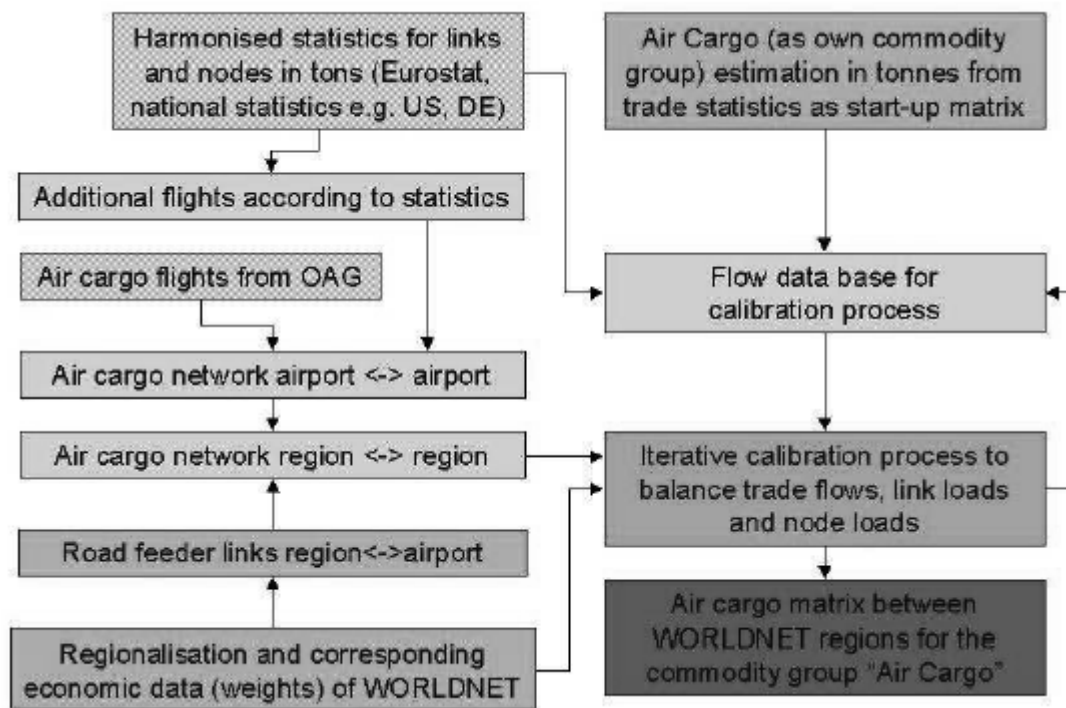 Harmonised statistics for links
and nodes in tons (Eurostat,
national statistics e.g. US, DE)
Air Cargo (as own commodity
group) estimation in tonnes from
trade statistics as start-up matrix
Additional flights according to statistics
Air cargo flights from OAG
Flow data base for
calibration process
Air cargo network airport <-> airport
Air cargo network region <-> region
Iterative calibration process to
balance trade flows, link loads
and node loads
Road feeder links region<->airport
Regionalisation and corresponding
economic data (weights) of WORLDNET
Air cargo matrix between
WORLDNET regions for the
commodity group "Air Cargo"